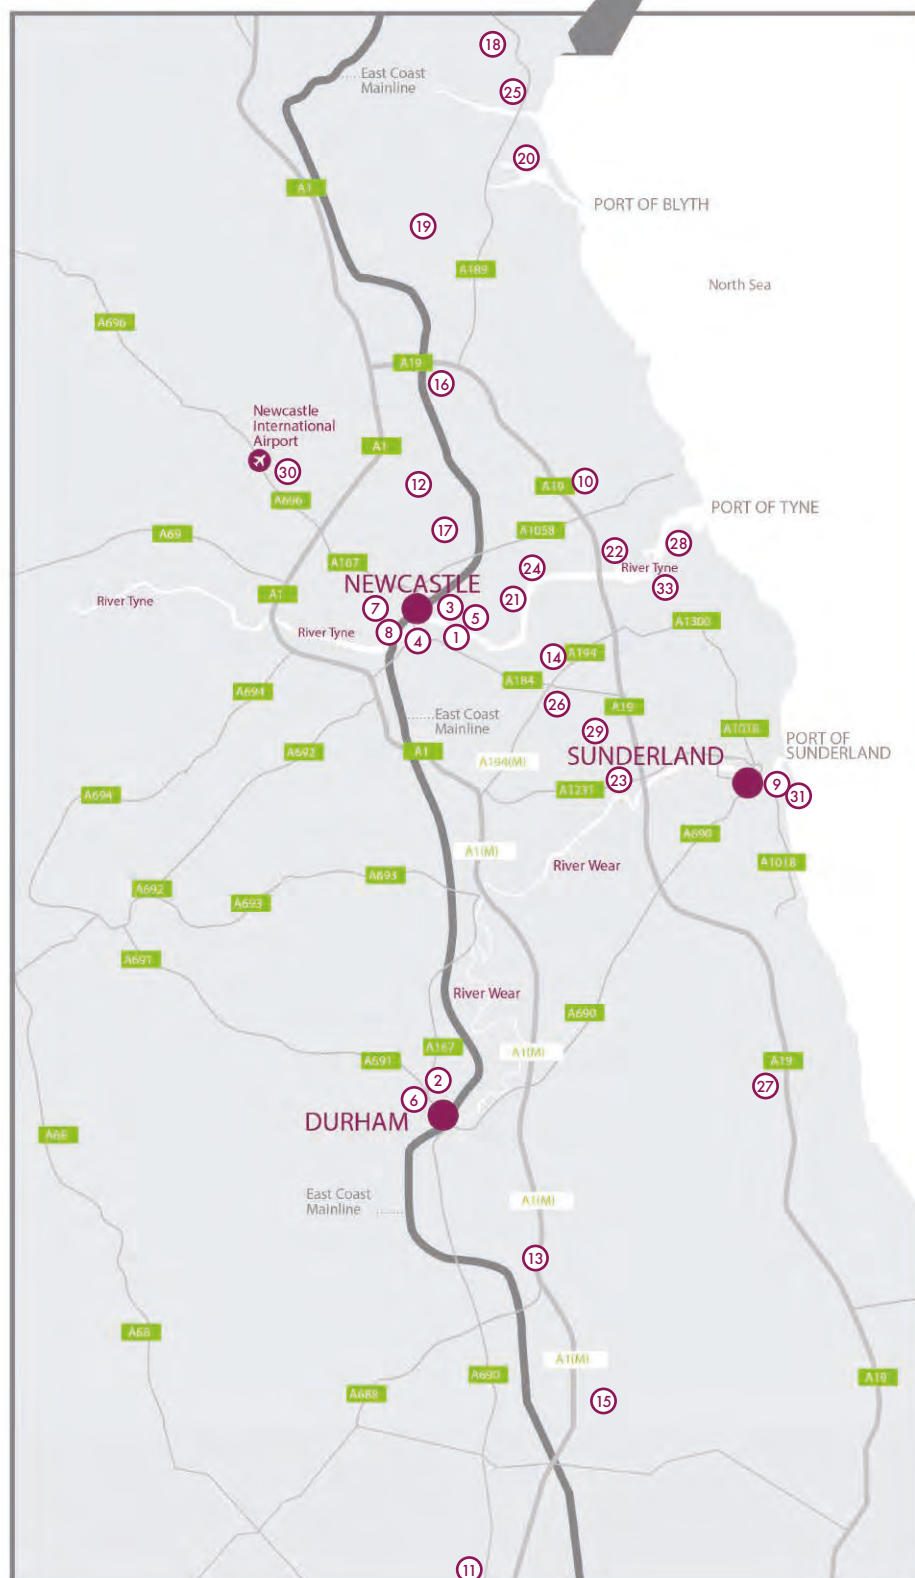 18
East Coast
Mainline
25
20
A1
PORT OF BLYTH
19
A189
North Sea
A696
A19
16
Newcastle
International
Airport
A1
30
12
10
A19
A696
PORT OF TYNE
17
A1058
A69
28
22
A167
24
River Tyne
NEWCASTLE
33
A1
21
River Tyne
7
3
5
A1300
River Tyne
8
4
1
14
A194
A184
A694
26
A19
East Coast
Mainline
29
A1018
PORT OF
SUNDERLAND
A692
A1
SUNDERLAND
A194(M)
23
9
A1231
31
A694
A690
A1(M)
A1018
River Wear
A693
A692
A693
A691
River Wear
A690
A167
A1(M)
A691
A19
2
27
6
DURHAM
A68
East Coast
Mainline
A1(M)
13
A68
A1(M)
A690
A19
A688
15
11